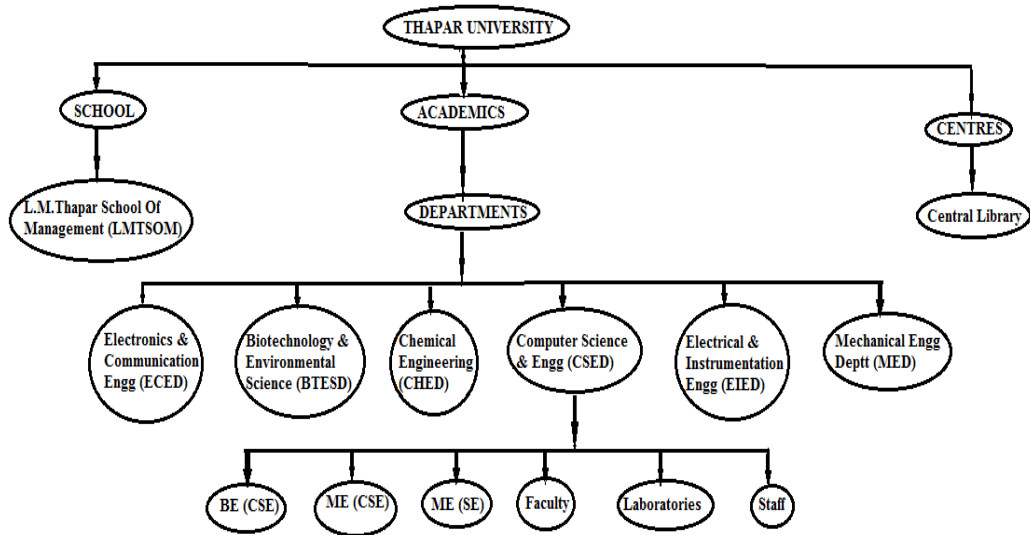 THAPAR UNIVERSITY
SCHOOL
ACADEMICS
CENTRES
L.M.Thapar School Of
Management (LMTSOM)
DEPARTMENTS
Central Library
Electronics &
Communication
Engg (ECED)
Biotechnology &
Environmental
Science (BTESD)
Chemical
Engineering
(CHED)
Computer Science
& Engg (CSED)
Electrical &
Instrumentation
Engg (EIED)
Mechanical Engg
Deptt (MED)
BE (CSE)
ME (CSE)
ME (SE)
Faculty
Laboratories
Staff